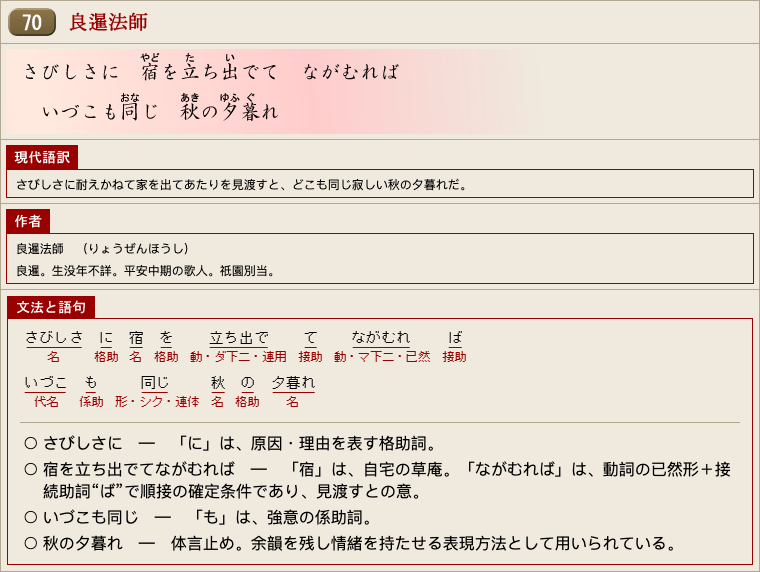 70 良暹法師
さびしさに 宿を立ち出でて ながむれば
いづこも同じ 秋の夕暮れ
現代語訳
さびしさに耐えかねて家を出てあたりを見渡すと、どこも同じ寂しい秋の夕暮れだ。
作者
良暹法師 （りょうぜんほうし）
良暹。生没年不詳。平安中期の歌人。祇園別当。
文法と語句
さびしさ に 宿 を 立ち出で て ながむれ ば
名 格助 名 格助 動・ダ下二・連用 接助 動・マ下二・已然 接助
いづこ も 同じ 秋 の 夕暮れ
代名 係助 形・シク・連体 名 格助 名
○ さびしさに ― 「に」は、原因・理由を表す格助詞。
○ 宿を立ち出でてながむれば ― 「宿」は、自宅の草庵。「ながむれば」は、動詞の已然形＋接
続助詞“ば”で順接の確定条件であり、見渡すとの意。
○ いづこも同じ ― 「も」は、強意の係助詞。
○ 秋の夕暮れ ― 体言止め。余韻を残し情緒を持たせる表現方法として用いられている。